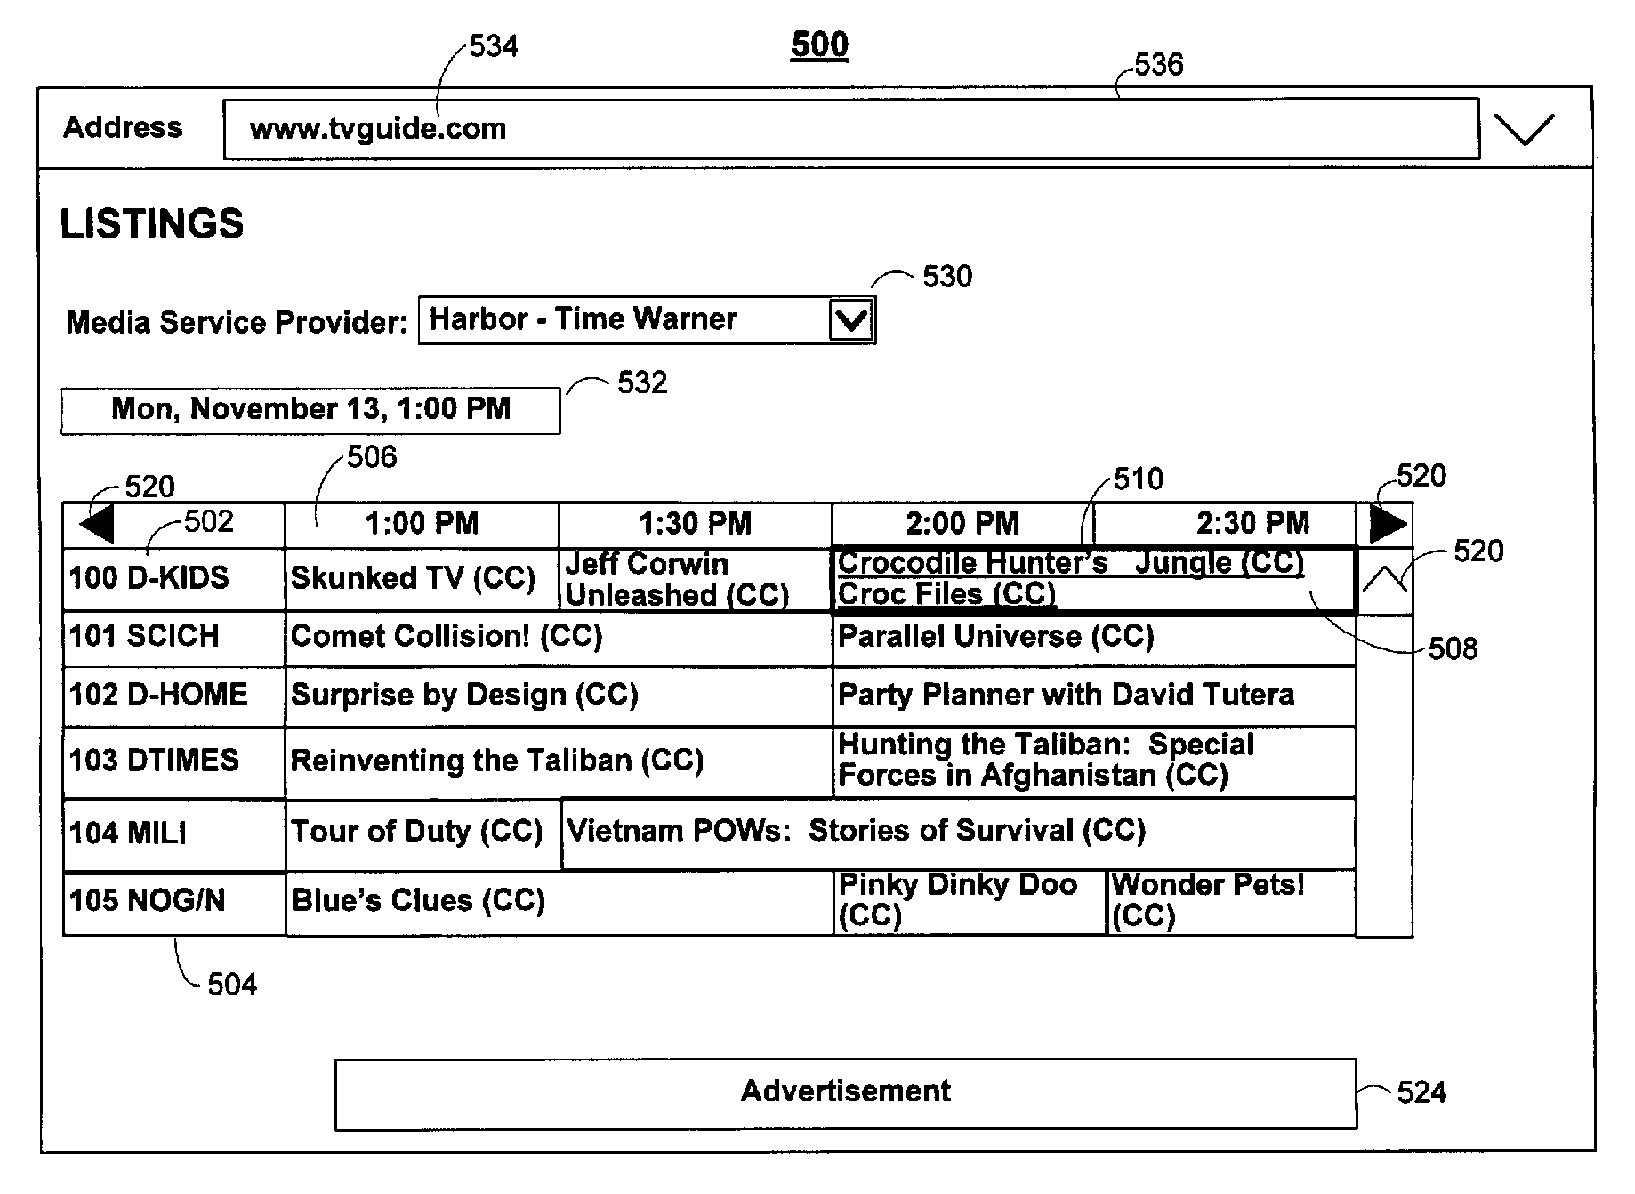 500
534
536
Address www.tvguide.com
LISTINGS
530
Media Service Provider: Harbor - Time Warner
532
Mon, November 13, 1:00 PM
506
520
510
520
502
1:00 PM 1:30 PM 2:00 PM 2:30 PM
520
100 D-KIDS Skunked TV (CC) Jeff Corwin Unleashed (CC) Crocodile Hunter's Jungle (CC) Croc Files (CC)
508
101 SCICH Comet Collision! (CC) Parallel Universe (CC)
102 D-HOME Surprise by Design (CC) Party Planner with David Tutera
103 DTIMES Reinventing the Taliban (CC) Hunting the Taliban: Special Forces in Afghanistan (CC)
104 MILI Tour of Duty (CC) Vietnam POWs: Stories of Survival (CC)
105 NOG/N Blue's Clues (CC) Pinky Dinky Doo (CC) Wonder Pets! (CC)
504
Advertisement
524